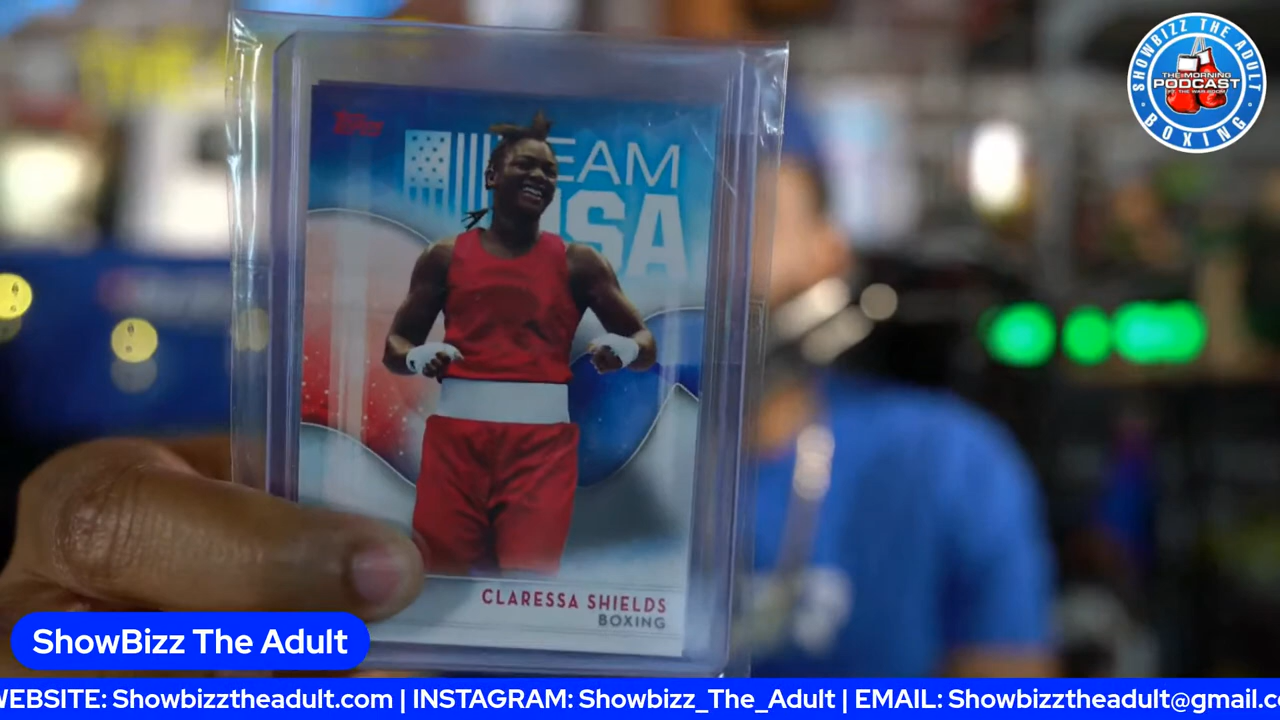 SHOWBIZZ THE ADULT
THE MORNING
PODCAST
BOXING
Topps
TEAM
USA
CLARESSA SHIELDS
BOXING
ShowBizz The Adult
WEBSITE: Showbizztheadult.com | INSTAGRAM: Showbizz_The_Adult | EMAIL: Showbizztheadult@gmail.co